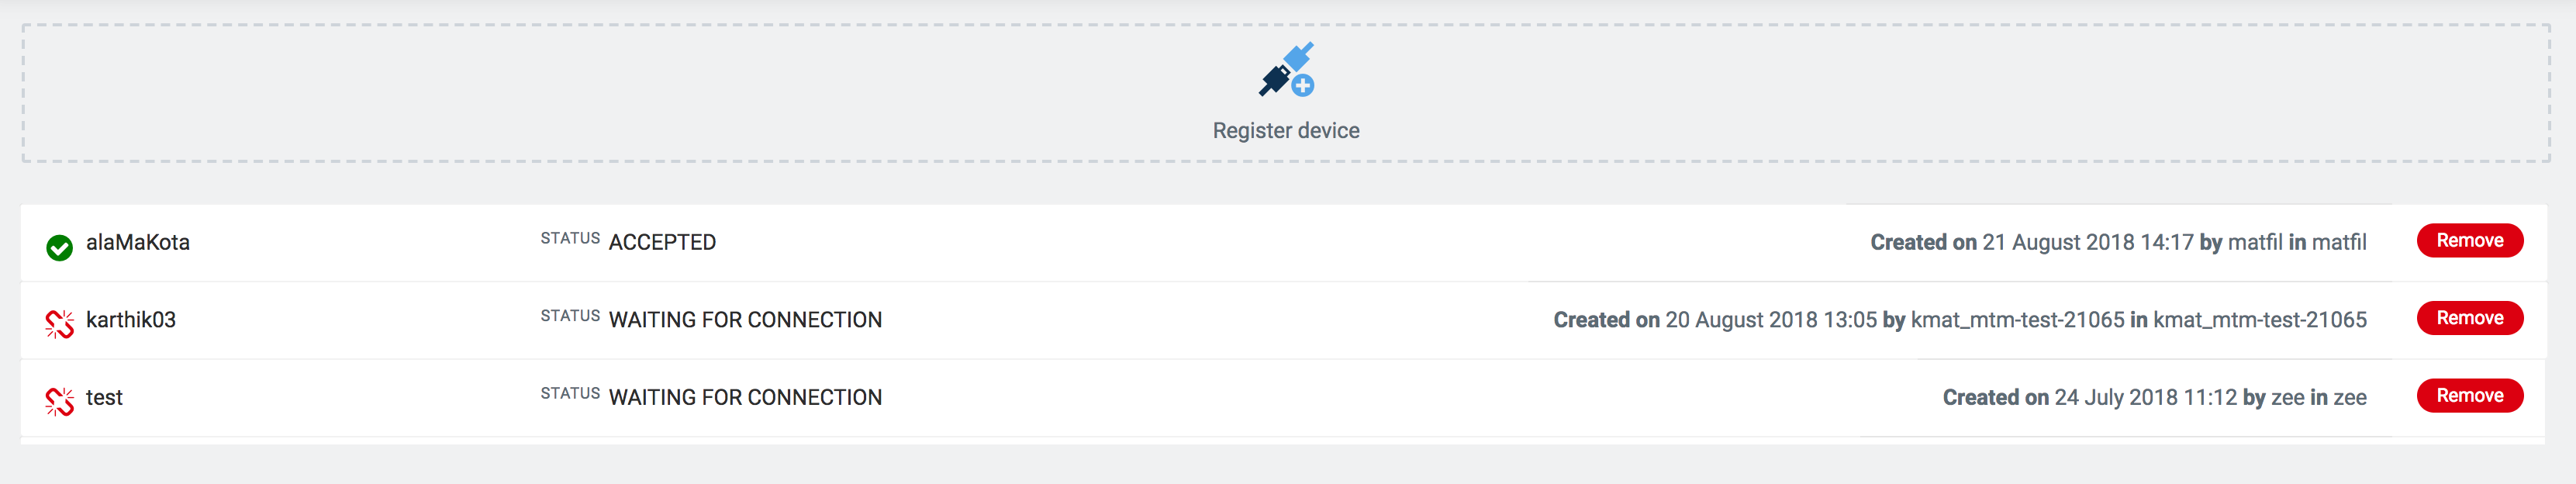 Register device
alaMaKota STATUS ACCEPTED Created on 21 August 2018 14:17 by matfil in matfil Remove
karthik03 STATUS WAITING FOR CONNECTION Created on 20 August 2018 13:05 by kmat_mtm-test-21065 in kmat_mtm-test-21065 Remove
test STATUS WAITING FOR CONNECTION Created on 24 July 2018 11:12 by zee in zee Remove